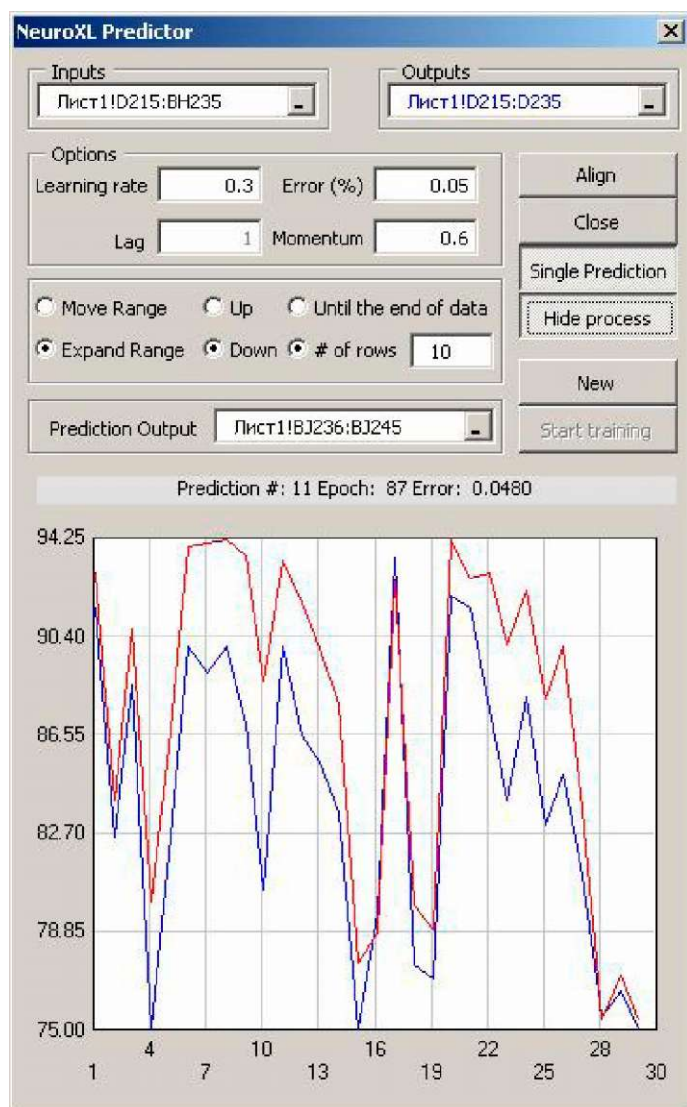 NeuroXL Predictor
Inputs
Лист1!D215:BH235
Outputs
Лист1!D215:D235
Options
Learning rate 0.3 Error (%) 0.05
Lag 1 Momentum 0.6
Align
Close
Single Prediction
Hide process
Move Range Up Until the end of data
Expand Range Down # of rows 10
New
Prediction Output Лист1!BJ236:BJ245
Start training
Prediction #: 11 Epoch: 87 Error: 0.0480
94.25
90.40
86.55
82.70
78.85
75.00
4 10 16 22 28
1 7 13 19 25 30